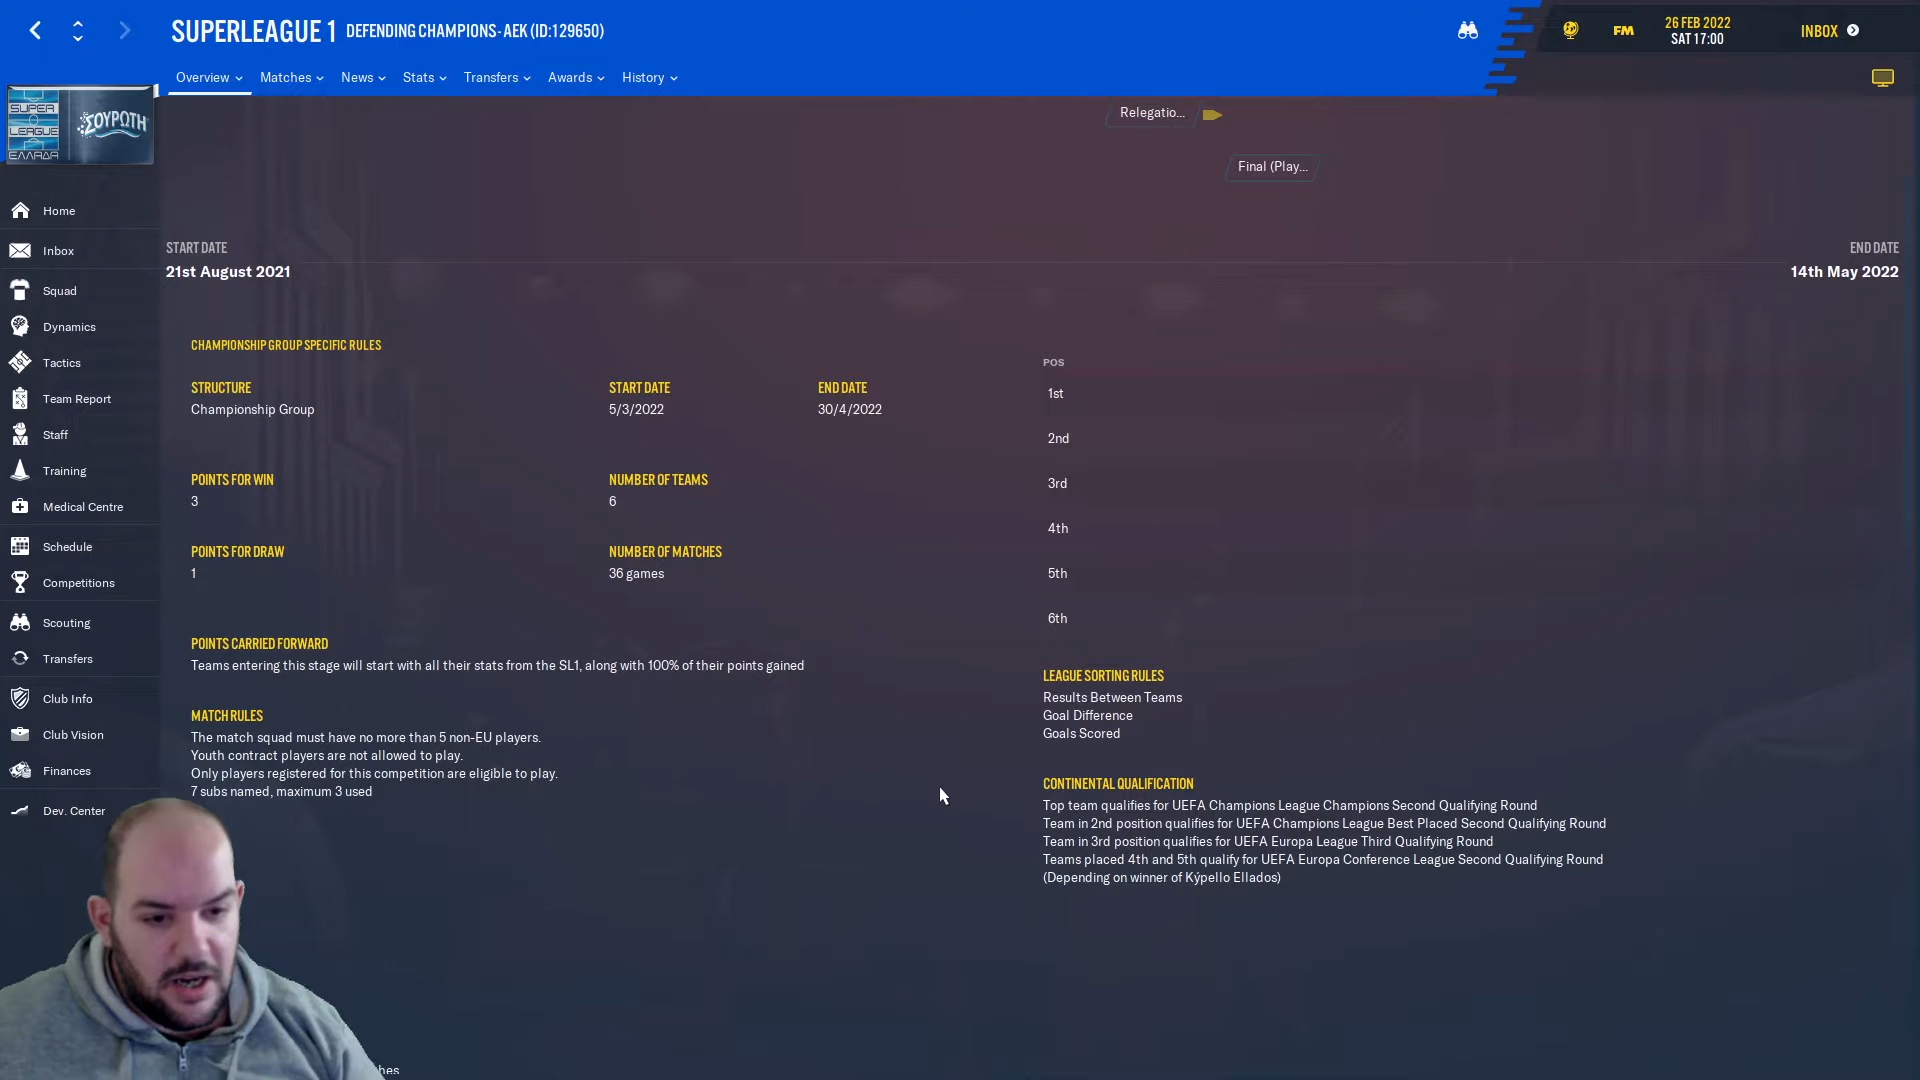 SUPERLEAGUE 1 DEFENDING CHAMPIONS - AEK (ID:129650)
FM
26 FEB 2022
SAT 17:00
INBOX
Overview Matches News Stats Transfers Awards History
SUPER
LEAGUE
ΕΛΛΑΔΑ
ΣΟΥΡΩΤΗ
Relegatio...
Final (Play...
Home
Inbox
Squad
Dynamics
Tactics
Team Report
Staff
Training
Medical Centre
Schedule
Competitions
Scouting
Transfers
Club Info
Club Vision
Finances
Dev. Center
START DATE
21st August 2021
END DATE
14th May 2022
CHAMPIONSHIP GROUP SPECIFIC RULES
STRUCTURE
Championship Group
START DATE
5/3/2022
END DATE
30/4/2022
POINTS FOR WIN
3
NUMBER OF TEAMS
6
POINTS FOR DRAW
1
NUMBER OF MATCHES
36 games
POINTS CARRIED FORWARD
Teams entering this stage will start with all their stats from the SL1, along with 100% of their points gained
MATCH RULES
The match squad must have no more than 5 non-EU players.
Youth contract players are not allowed to play.
Only players registered for this competition are eligible to play.
7 subs named, maximum 3 used
POS
1st
2nd
3rd
4th
5th
6th
LEAGUE SORTING RULES
Results Between Teams
Goal Difference
Goals Scored
CONTINENTAL QUALIFICATION
Top team qualifies for UEFA Champions League Champions Second Qualifying Round
Team in 2nd position qualifies for UEFA Champions League Best Placed Second Qualifying Round
Team in 3rd position qualifies for UEFA Europa League Third Qualifying Round
Teams placed 4th and 5th qualify for UEFA Europa Conference League Second Qualifying Round
(Depending on winner of Kýpello Ellados)